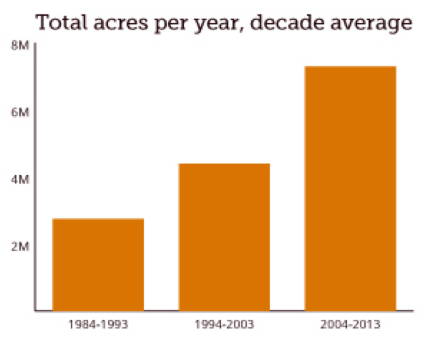 Total acres per year, decade average
8M
6M
4M
2M
1984-1993 1994-2003 2004-2013